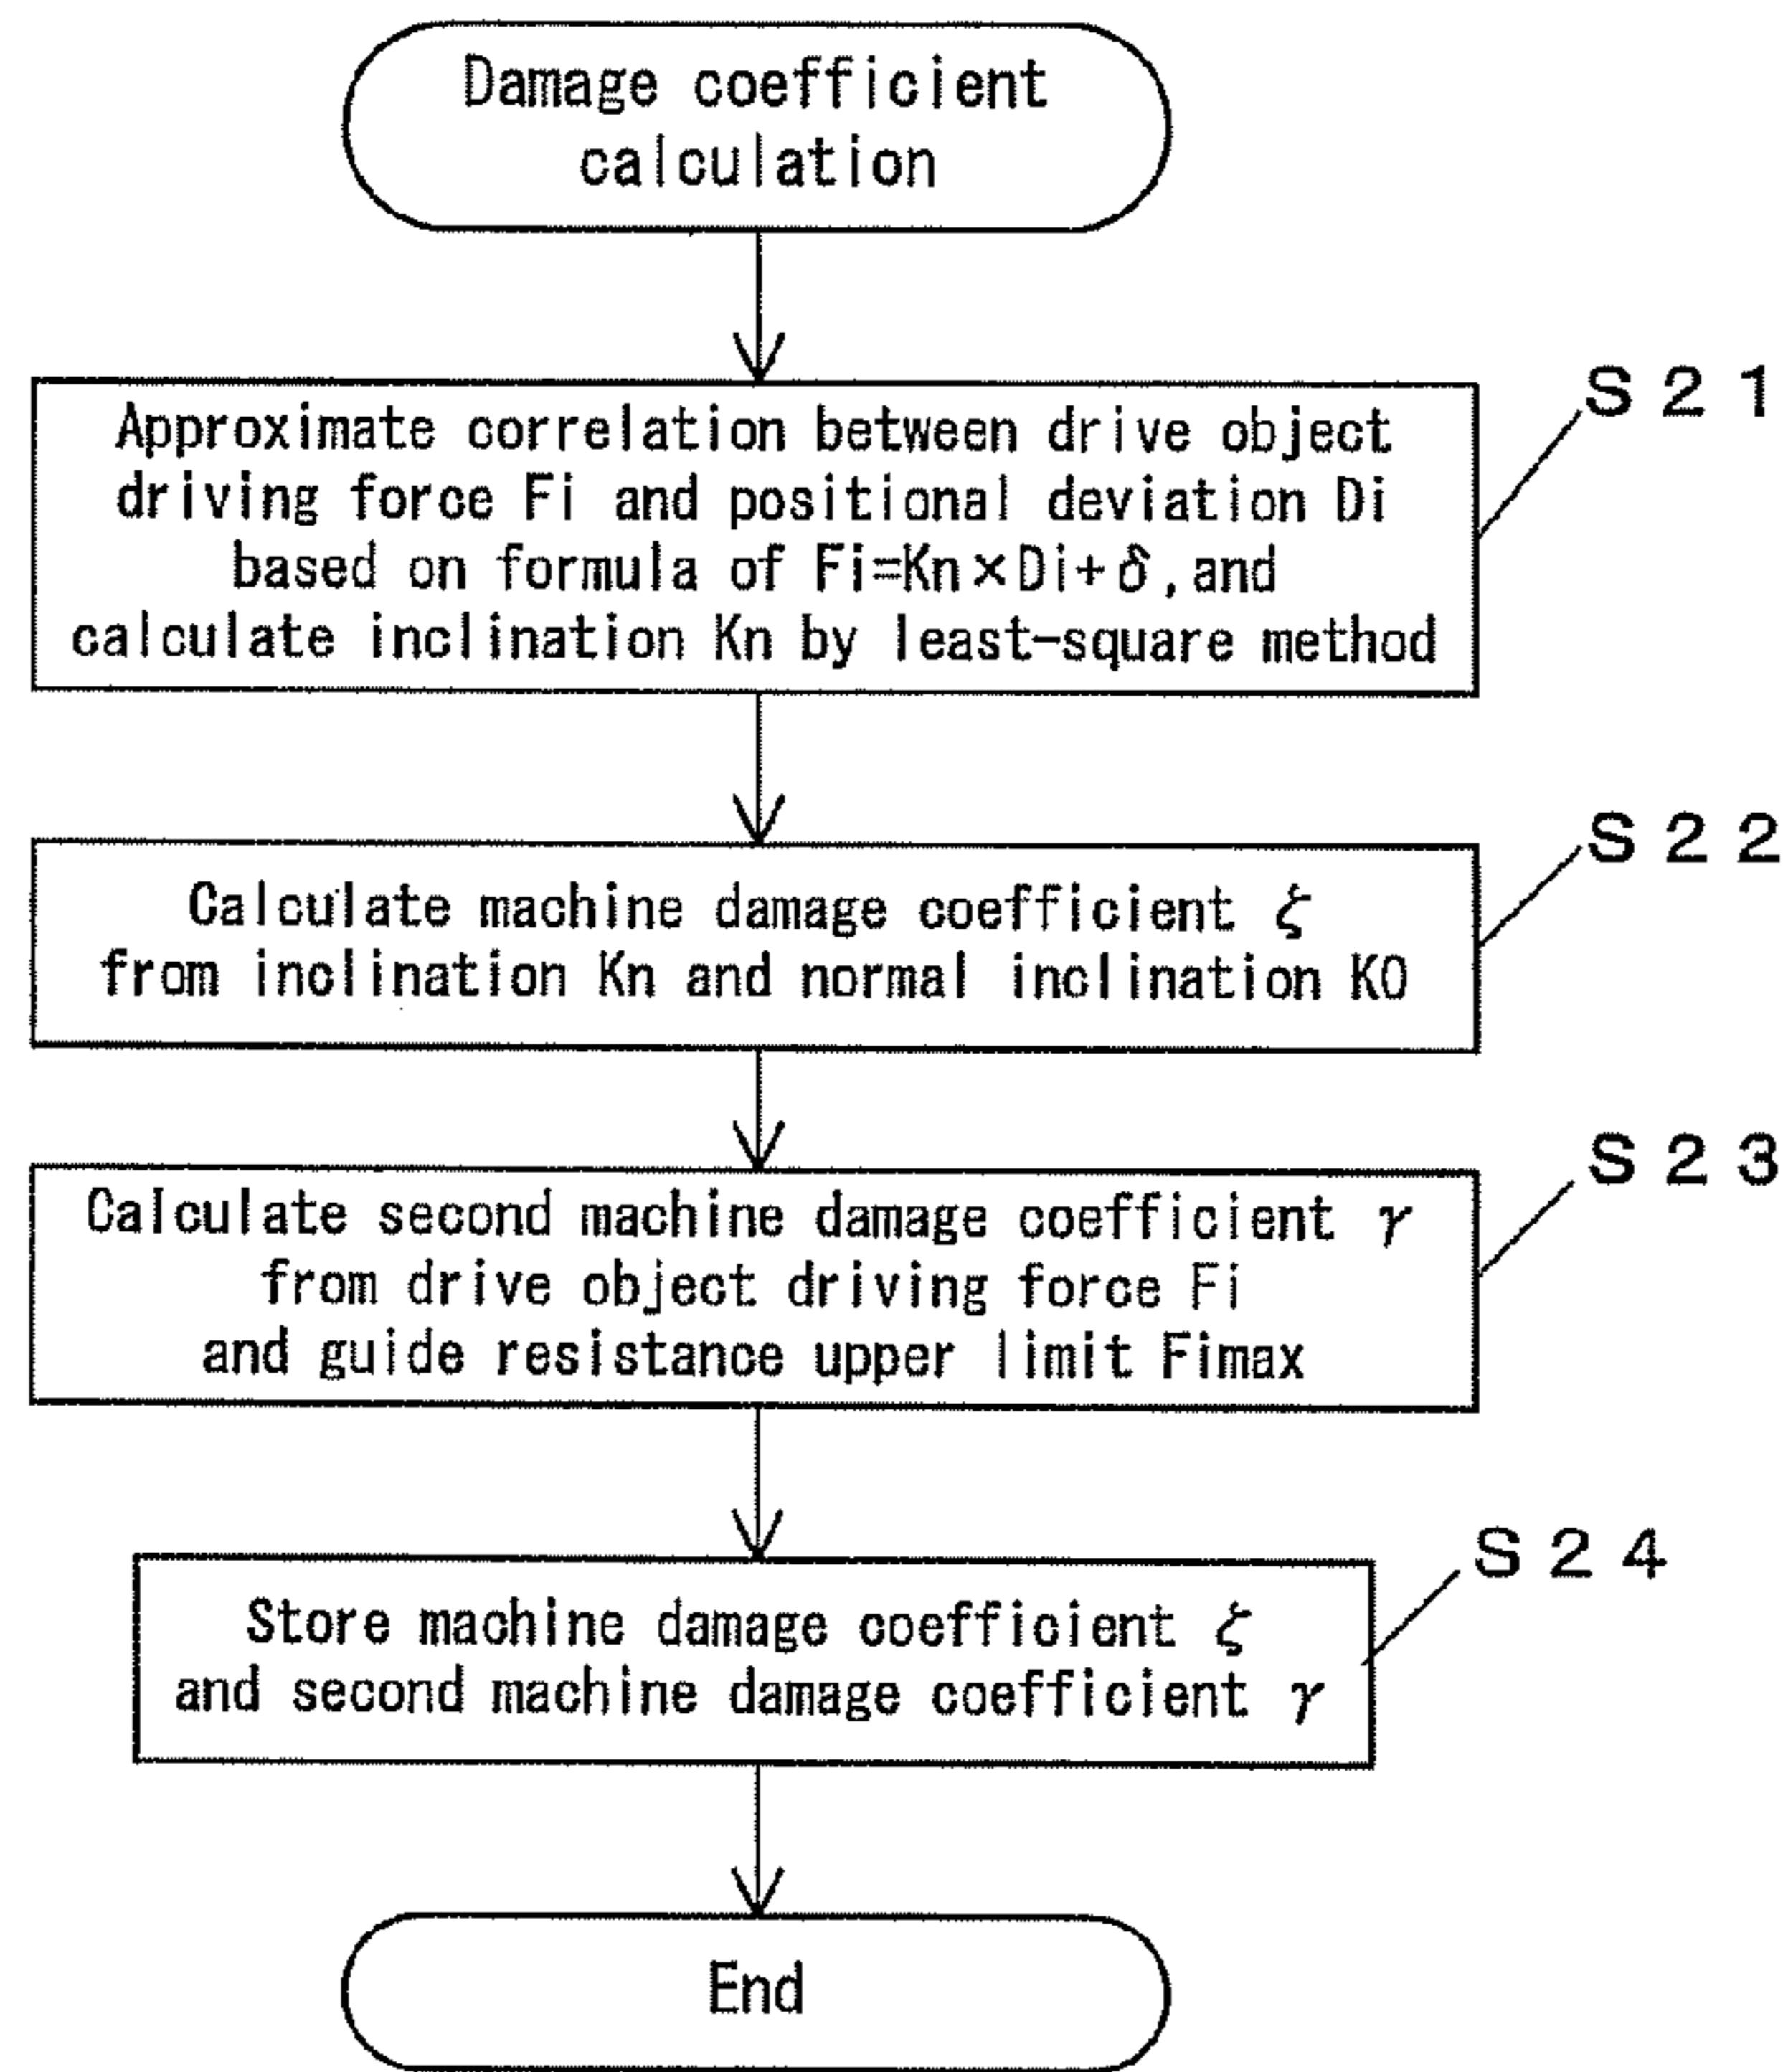 Damage coefficient
calculation
Approximate correlation between drive object
driving force Fi and positional deviation Di
based on formula of Fi=Kn×Di+δ,and
calculate inclination Kn by least-square method
S21
Calculate machine damage coefficient ζ
from inclination Kn and normal inclination K0
S22
Calculate second machine damage coefficient γ
from drive object driving force Fi
and guide resistance upper limit Fimax
S23
Store machine damage coefficient ζ
and second machine damage coefficient γ
S24
End